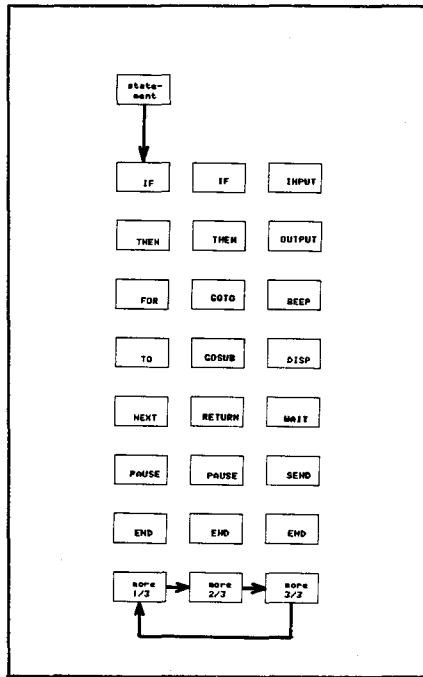 state-
ment
IF IF INPUT
THEN THEN OUTPUT
FOR GOTO BEEP
TO GOSUB DISP
NEXT RETURN WAIT
PAUSE PAUSE SEND
END END END
more more more
1/3 2/3 3/3